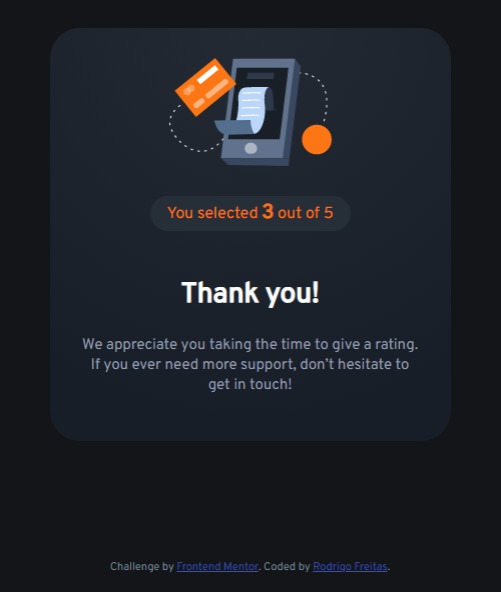 You selected 3 out of 5
Thank you!
We appreciate you taking the time to give a rating.
If you ever need more support, don't hesitate to
get in touch!
Challenge by Frontend Mentor. Coded by Rodrigo Freitas.